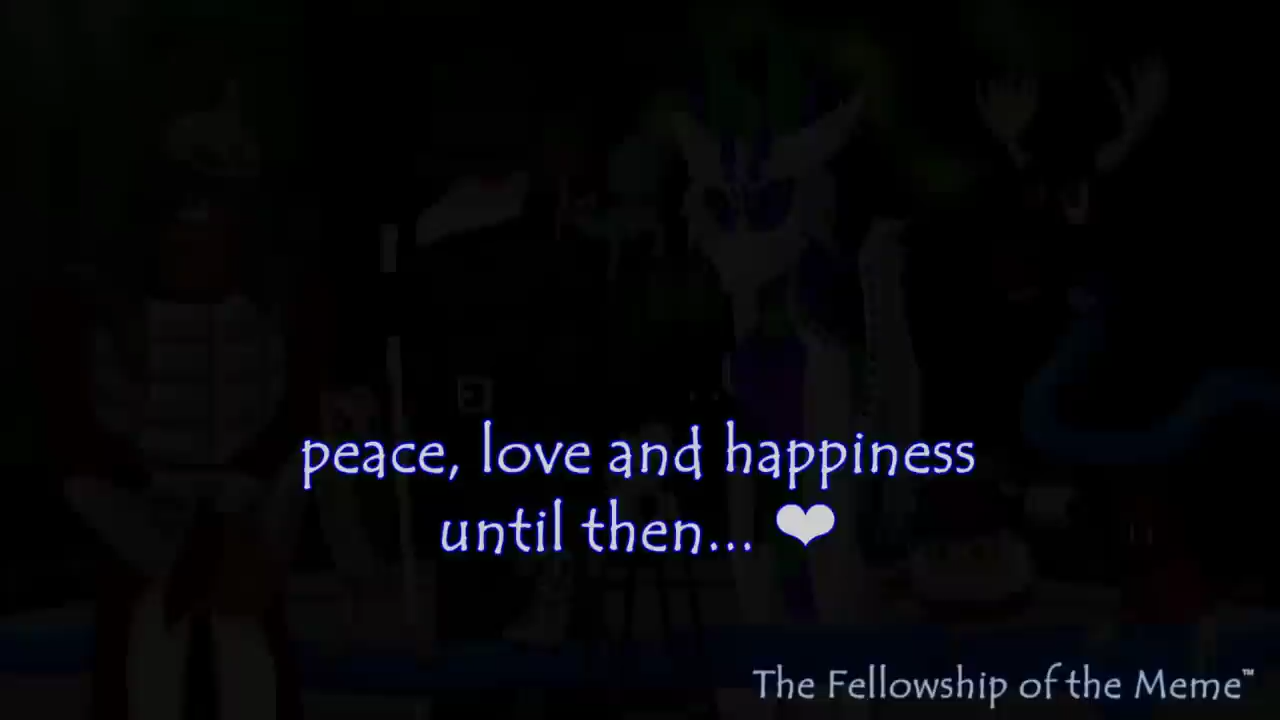 peace, love and happiness
until then... ❤
The Fellowship of the Meme™